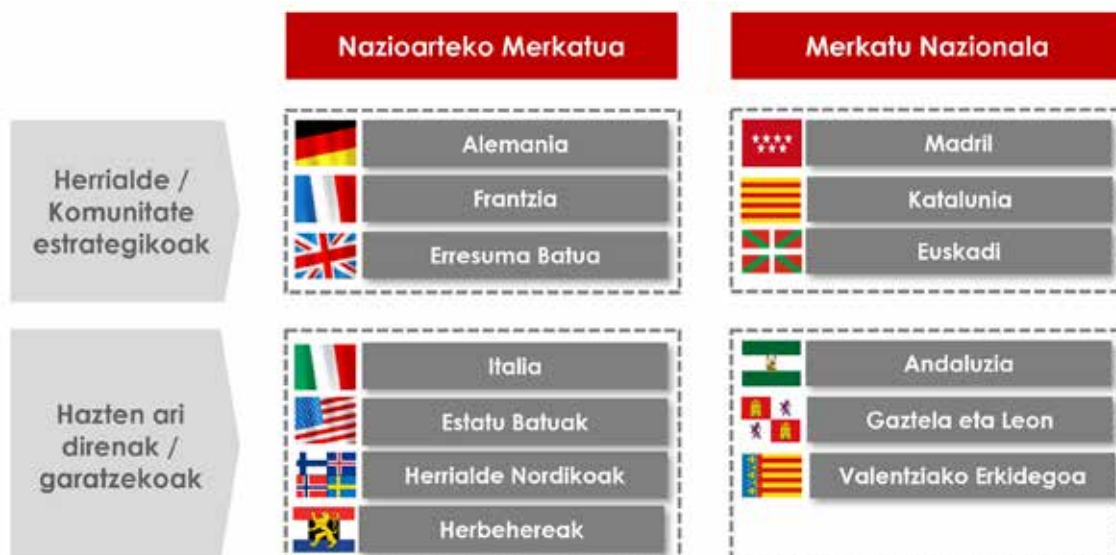 Nazioarteko Merkatua
Merkatu Nazionala
Herrialde /
Komunitate
estrategikoak
Alemania
Frantzia
Erresuma Batua
Madril
Katalunia
Euskadi
Hazten ari
direnak /
garatzekoak
Italia
Estatu Batuak
Herrialde Nordikoak
Herbehereak
Andaluzia
Gaztela eta Leon
Valentziako Erkidegoa